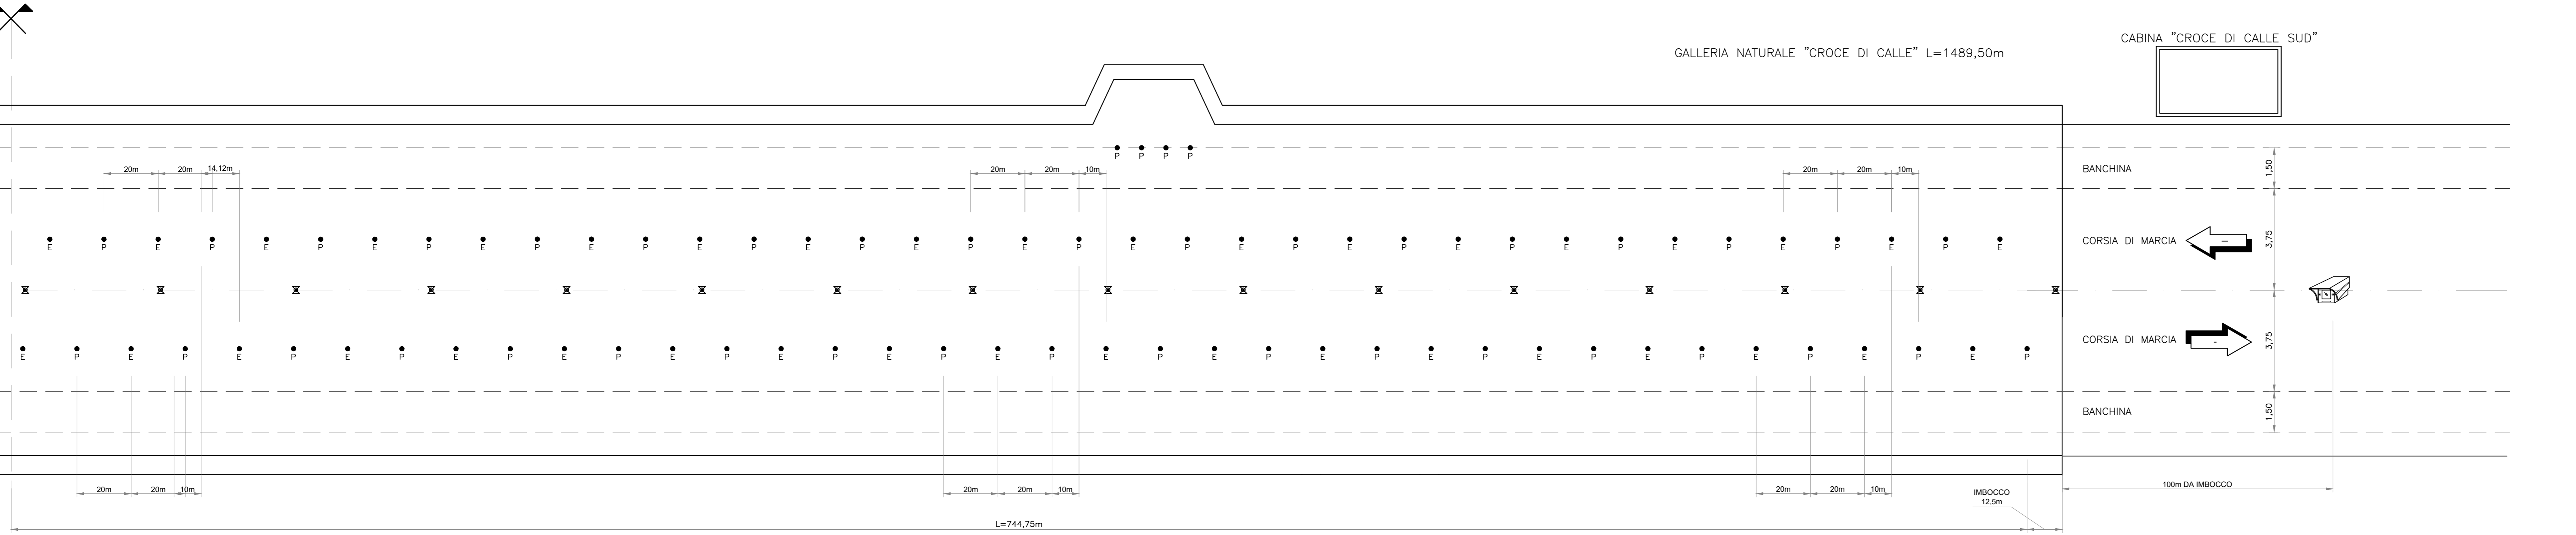 CABINA "CROCE DI CALLE SUD"
GALLERIA NATURALE "CROCE DI CALLE" L=1489,50m
P P P P
20m 20m 14,12m 20m 20m 10m 20m 20m 10m
BANCHINA
1,50
E P E P E P E P E P E P E P E P E P E P E P E P E P E P E P E P E P E P E
CORSIA DI MARCIA
3,75
CORSIA DI MARCIA
3,75
E P E P E P E P E P E P E P E P E P E P E P E P E P E P E P E P E P E P E P
BANCHINA
1,50
20m 20m 10m 20m 20m 10m 20m 20m 10m
IMBOCCO
12,5m
100m DA IMBOCCO
L=744,75m